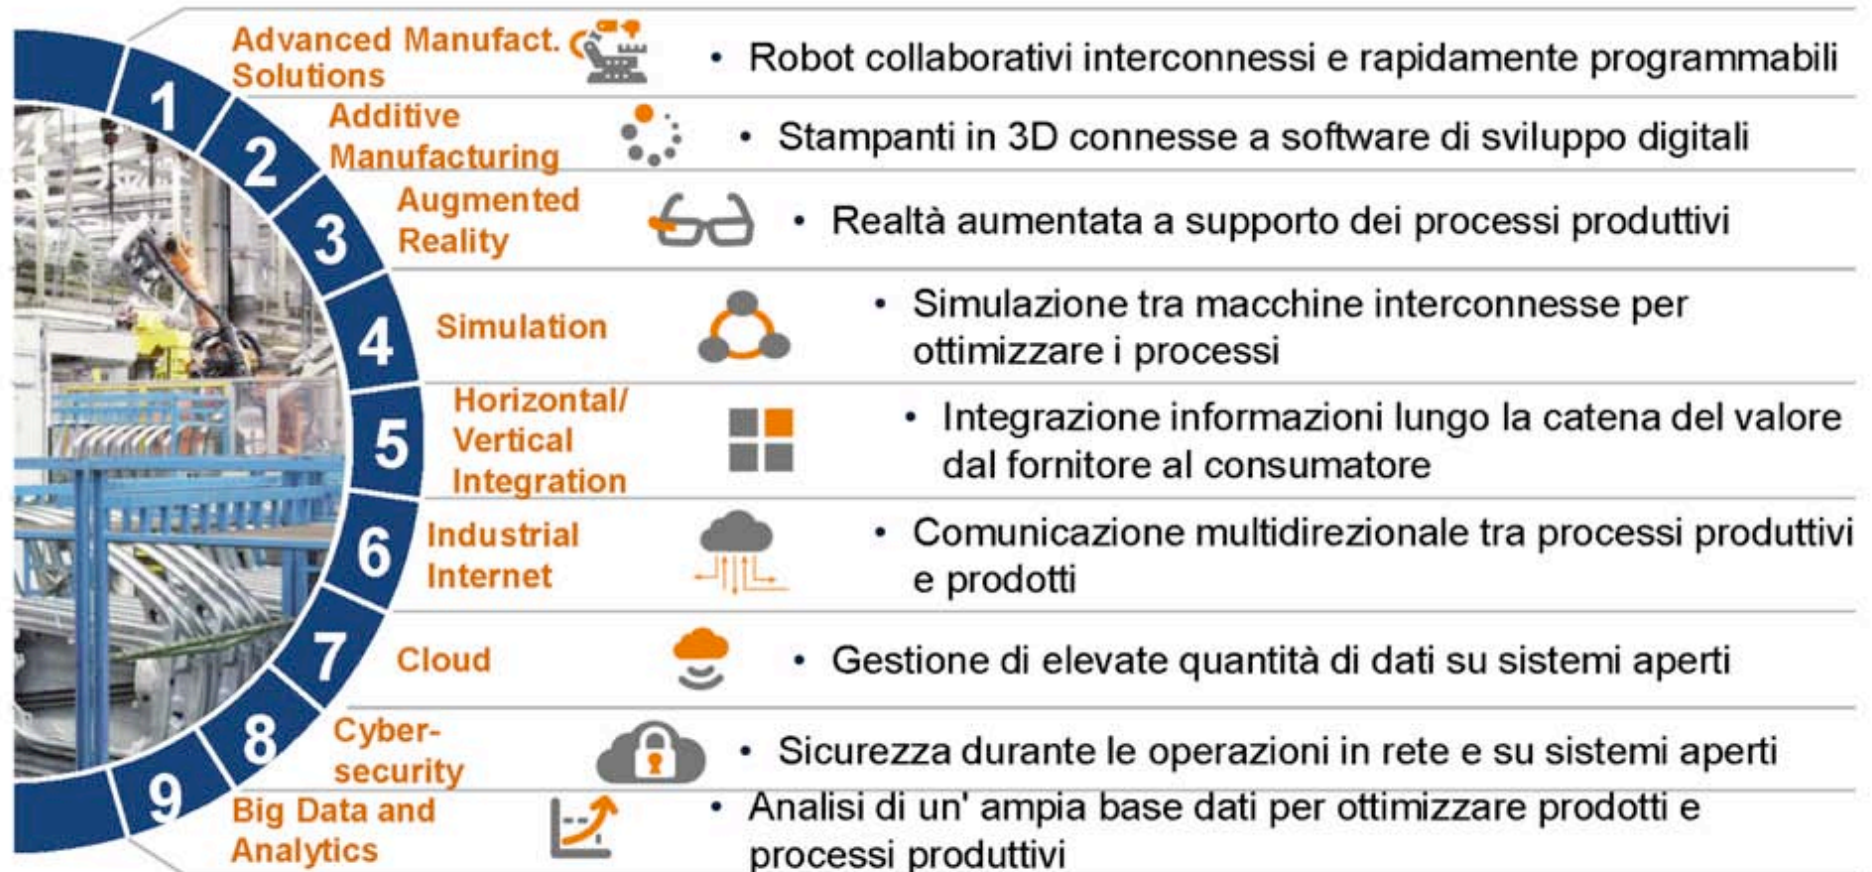 1
Advanced Manufact.
Solutions
• Robot collaborativi interconnessi e rapidamente programmabili
2
Additive
Manufacturing
• Stampanti in 3D connesse a software di sviluppo digitali
3
Augmented
Reality
• Realtà aumentata a supporto dei processi produttivi
4
Simulation
• Simulazione tra macchine interconnesse per
ottimizzare i processi
5
Horizontal/
Vertical
Integration
• Integrazione informazioni lungo la catena del valore
dal fornitore al consumatore
6
Industrial
Internet
• Comunicazione multidirezionale tra processi produttivi
e prodotti
7
Cloud
• Gestione di elevate quantità di dati su sistemi aperti
8
Cyber-
security
• Sicurezza durante le operazioni in rete e su sistemi aperti
9
Big Data and
Analytics
• Analisi di un' ampia base dati per ottimizzare prodotti e
processi produttivi